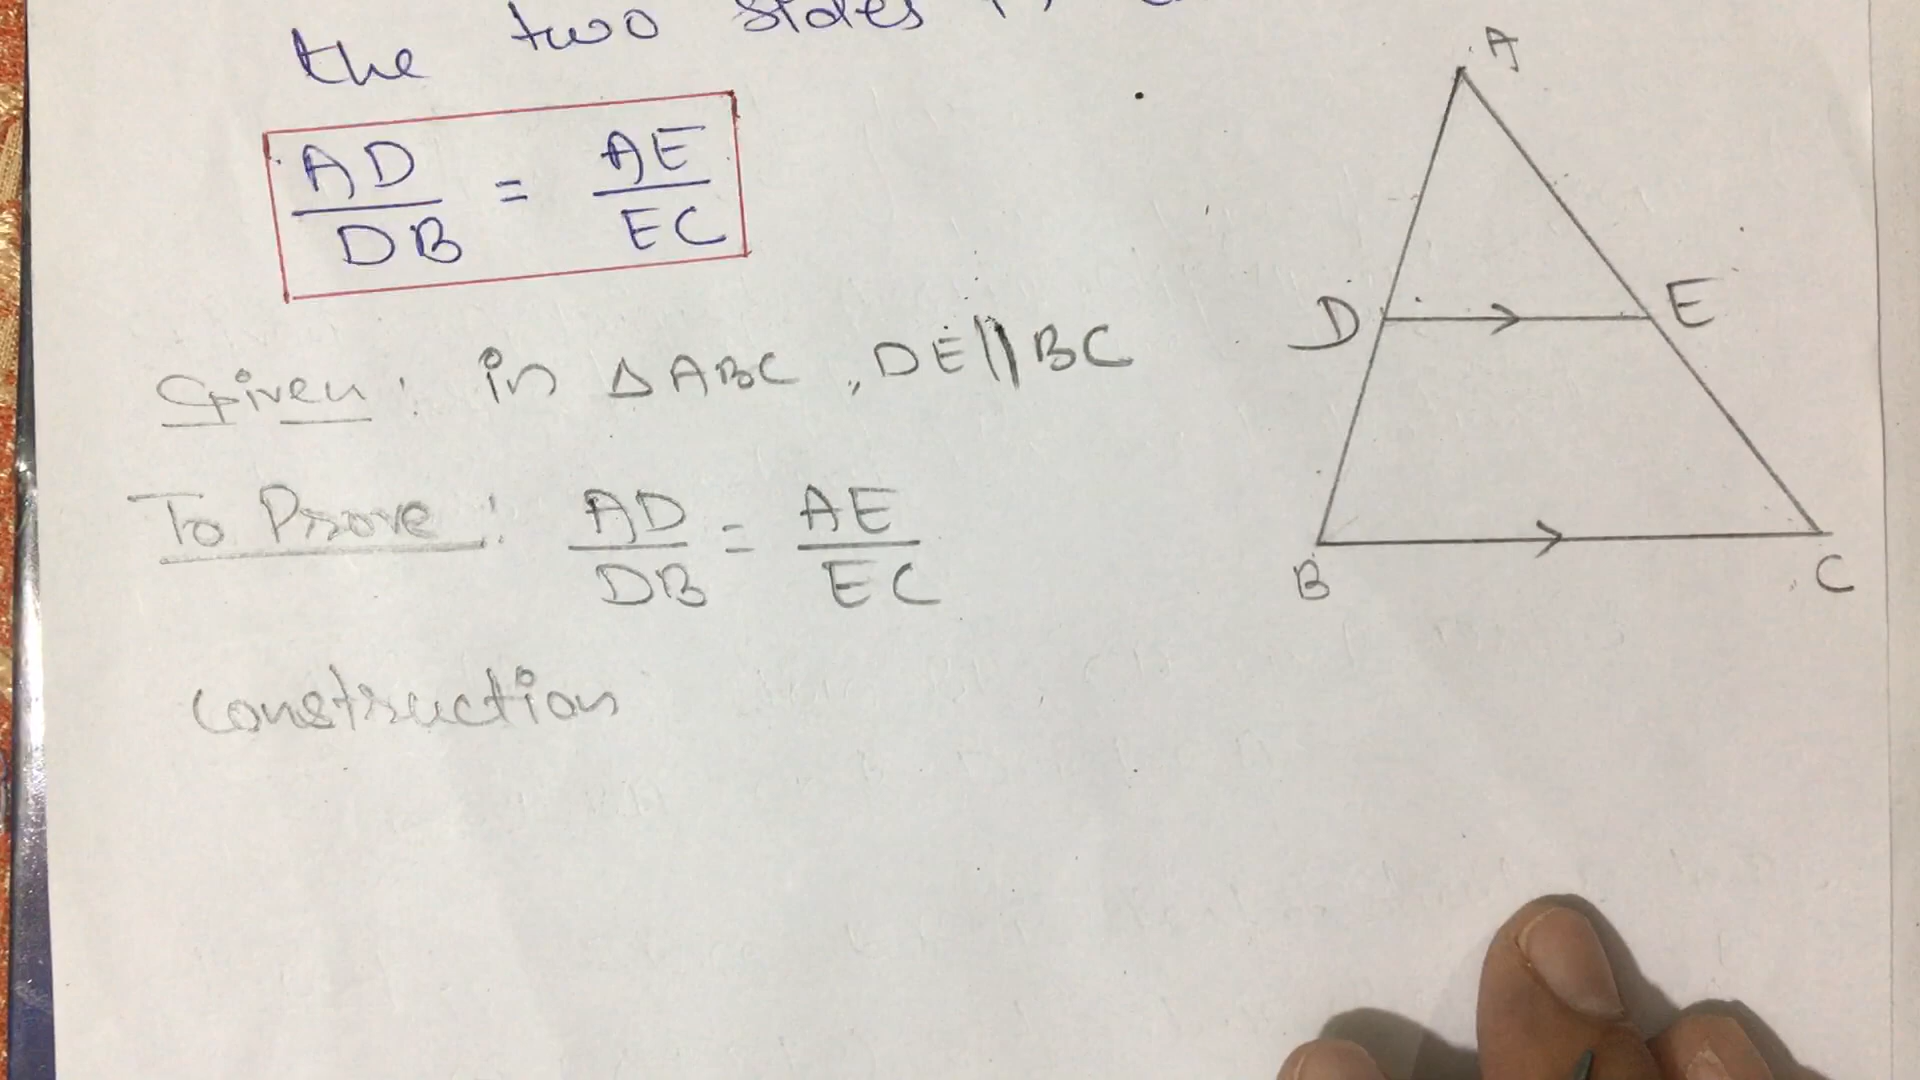 the two sides
AD/DB = AE/EC
Given: in △ABC, DE||BC
To Prove: AD/DB = AE/EC
construction
A
D
E
B
C